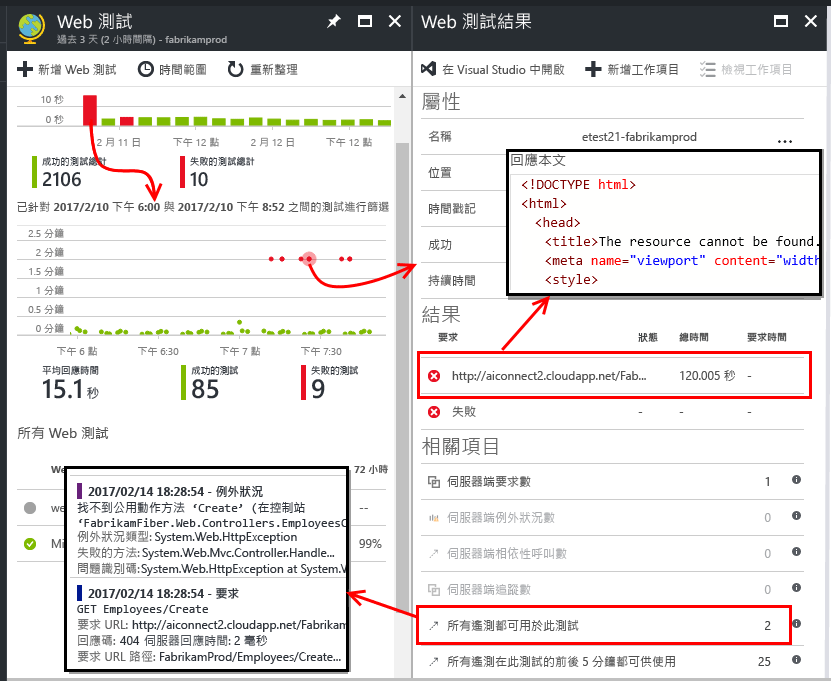 Web 測試
過去 3 天 (2 小時間隔) - fabrikamprod
新增 Web 測試
時間範圍
重新整理
10 秒
0 秒
2 月 11 日
下午 12 點
2 月 12 日
下午 12 點
成功的測試總計
2106
失敗的測試總計
10
已針對 2017/2/10 下午 6:00 與 2017/2/10 下午 8:52 之間的測試進行篩選
2.5 分鐘
2 分鐘
1.5 分鐘
1 分鐘
0.5 分鐘
0 分鐘
下午 6 點
下午 6:30
下午 7 點
下午 7:30
平均回應時間
15.1 秒
成功的測試
85
失敗的測試
9
所有 Web 測試
72 小時
--
99%
2017/02/14 18:28:54 - 例外狀況
找不到公用動作方法 ‘Create’ (在控制站
‘FabrikamFiber.Web.Controllers.EmployeesC
例外狀況類型: System.Web.HttpException
失敗的方法: System.Web.Mvc.Controller.Handle...
問題識別碼:System.Web.HttpException at System.V
2017/02/14 18:28:54 - 要求
GET Employees/Create
要求 URL: http://aiconnect2.cloudapp.net/Fabrikam
回應碼: 404 伺服器回應時間: 2 毫秒
要求 URL 路徑: FabrikamProd/Employees/Create...
Web 測試結果
在 Visual Studio 中開啟
新增工作項目
檢視工作項目
屬性
名稱
etest21-fabrikamprod
...
位置
時間戳記
成功
持續時間
回應本文
<!DOCTYPE html>
<html>
<head>
<title>The resource cannot be found.
<meta name="viewport" content="width
<style>
結果
要求 狀態 總時間 要求時間
http://aiconnect2.cloudapp.net/Fab... 120.005 秒 -
失敗 - - -
相關項目
伺服器端要求數 1
伺服器端例外狀況數 0
伺服器端相依性呼叫數 0
伺服器端追蹤數 0
所有遙測都可用於此測試 2
所有遙測在此測試的前後 5 分鐘都可供使用 25